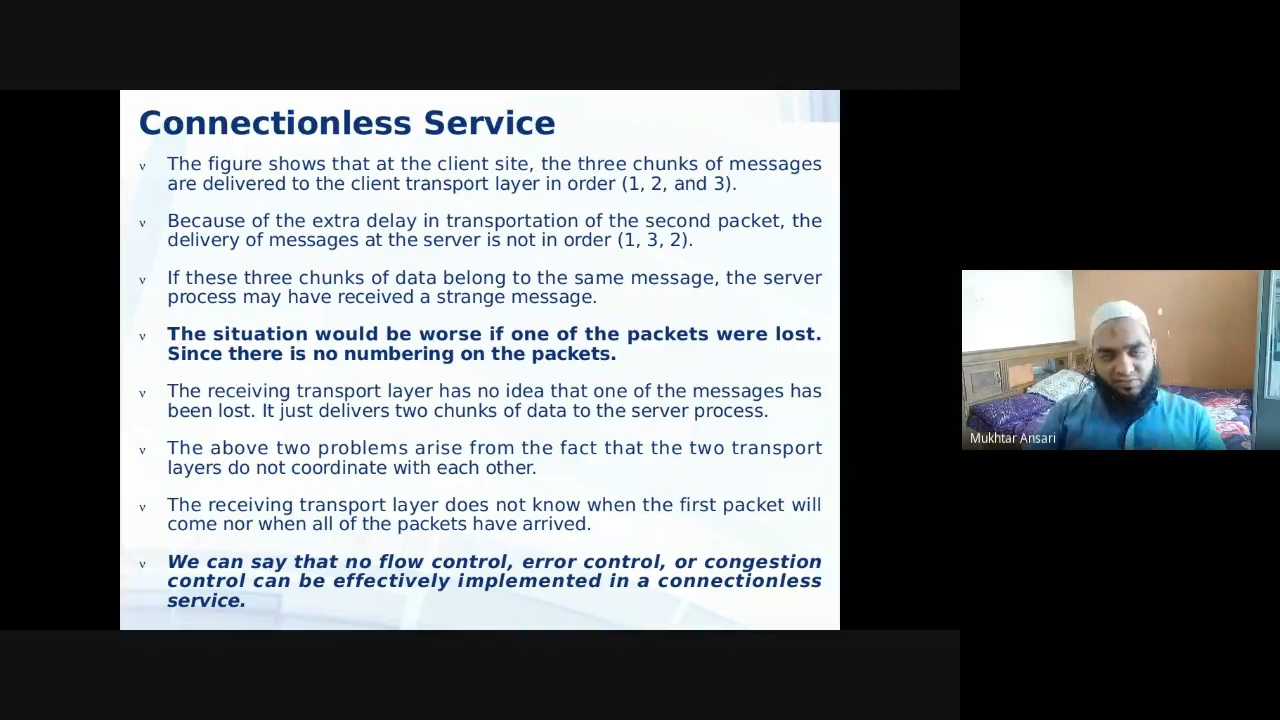 Connectionless Service
v The figure shows that at the client site, the three chunks of messages
are delivered to the client transport layer in order (1, 2, and 3).
v Because of the extra delay in transportation of the second packet, the
delivery of messages at the server is not in order (1, 3, 2).
v If these three chunks of data belong to the same message, the server
process may have received a strange message.
v The situation would be worse if one of the packets were lost.
Since there is no numbering on the packets.
v The receiving transport layer has no idea that one of the messages has
been lost. It just delivers two chunks of data to the server process.
v The above two problems arise from the fact that the two transport
layers do not coordinate with each other.
v The receiving transport layer does not know when the first packet will
come nor when all of the packets have arrived.
v We can say that no flow control, error control, or congestion
control can be effectively implemented in a connectionless
service.
Mukhtar Ansari